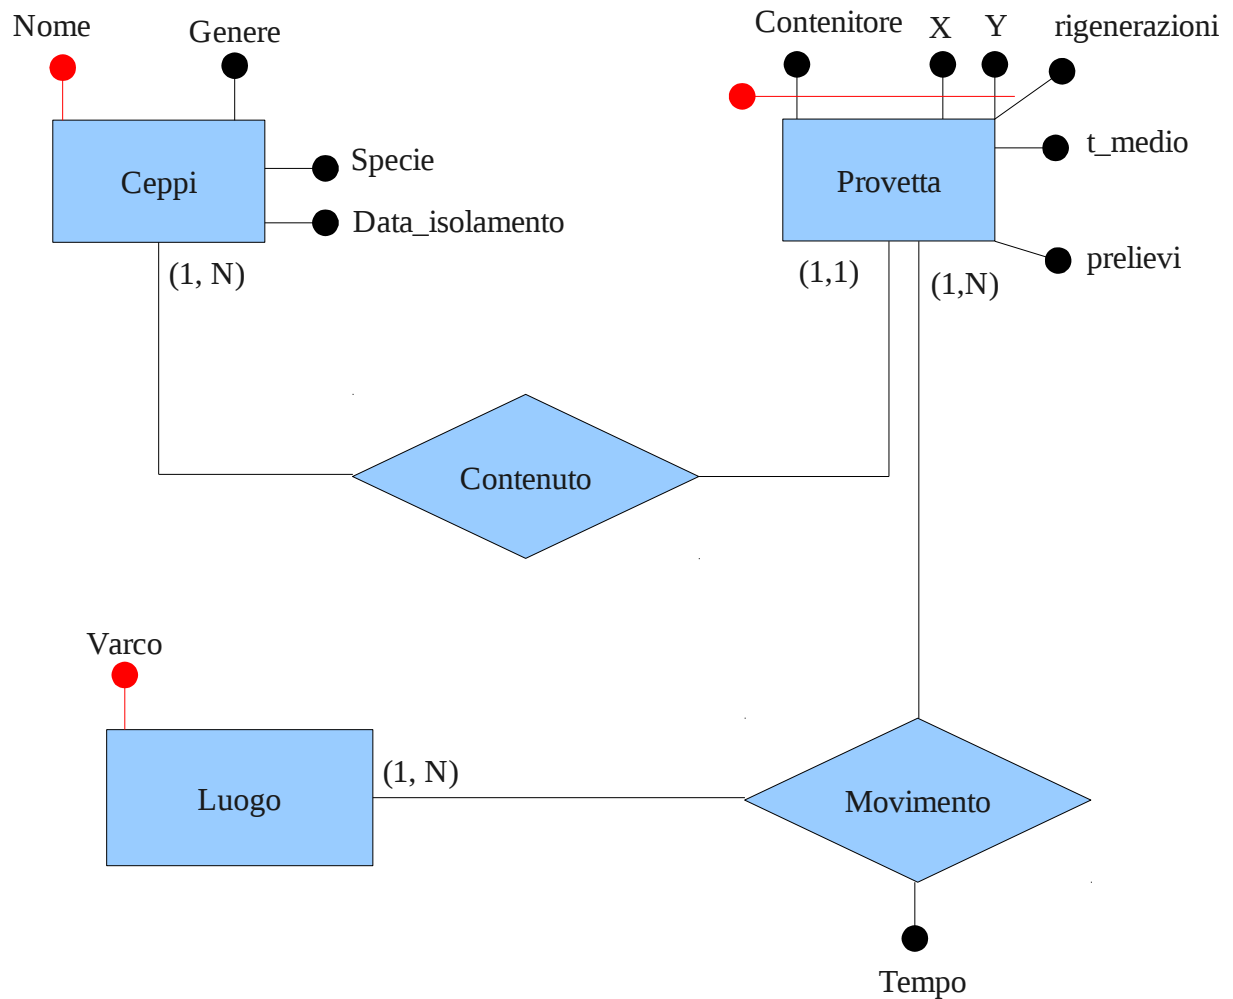 Nome
Genere
Contenitore
X
Y
rigenerazioni
Ceppi
Specie
Data_isolamento
Provetta
t_medio
prelievi
(1, N)
(1,1)
(1,N)
Contenuto
Varco
Luogo
(1, N)
Movimento
Tempo